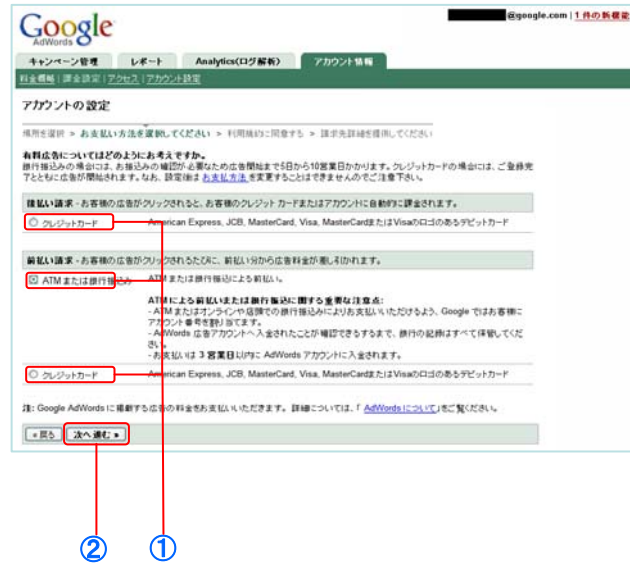 Google
AdWords
@google.com | 1 件の新機能
キャンペーン管理 レポート Analytics(ログ解析) アカウント情報
料金概略 | 課金設定 | アクセス | アカウント設定
アカウントの設定
場所を選択 > お支払い方法を選択してください > 利用規約に同意する > 請求先詳細を提供してください
有料広告についてはどのようにお考えですか。
銀行振込みの場合には、お振込みの確認が必要なため広告開始まで5日から10営業日かかります。クレジットカードの場合には、ご登録完
了とともに広告が開始されます。なお、設定後は お支払方法 を変更することはできませんのでご注意下さい。
後払い請求 - お客様の広告がクリックされると、お客様のクレジット カードまたはアカウントに自動的に課金されます。
クレジットカード American Express, JCB, MasterCard, Visa, MasterCardまたはVisaのロゴのあるデビットカード
前払い請求 - お客様の広告がクリックされるたびに、前払い分から広告料金が差し引かれます。
ATM または銀行振込み ATM または銀行振込による前払い。
ATM による前払いまたは銀行振込に関する重要な注意点:
- ATM またはオンラインや店頭での銀行振込みによりお支払いいただけるよう、Google ではお客様に
アカウント番号を割り当てます。
- AdWords 広告アカウントへ入金されたことが確認できるするまで、銀行の記録はすべて保管してくだ
さい。
- お支払いは 3 営業日以内に AdWords アカウントに入金されます。
クレジットカード American Express, JCB, MasterCard, Visa, MasterCardまたはVisaのロゴのあるデビットカード
注: Google AdWords に掲載する広告の料金をお支払いいただきます。詳細については、「 AdWords について」をご覧ください。
« 戻る 次へ進む »
② ①